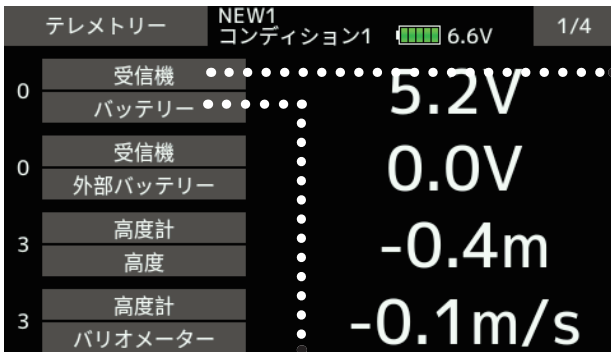 テレメトリー NEW1 1/4
コンディション1 6.6V
0 受信機 5.2V
バッテリー
0 受信機 0.0V
外部バッテリー
3 高度計 -0.4m
高度
3 高度計 -0.1m/s
バリオメーター